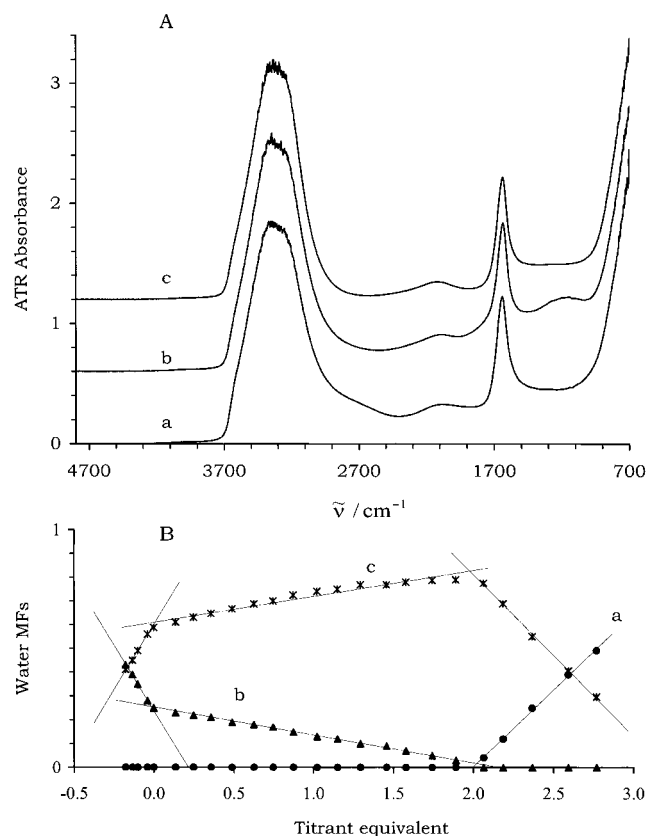 A
3
2
1
0
ATR Absorbance
c
b
a
4700 3700 2700 1700 700
ṽ / cm⁻¹
B
1
0
Water MFs
c
a
b
-0.5 0.0 0.5 1.0 1.5 2.0 2.5 3.0
Titrant equivalent